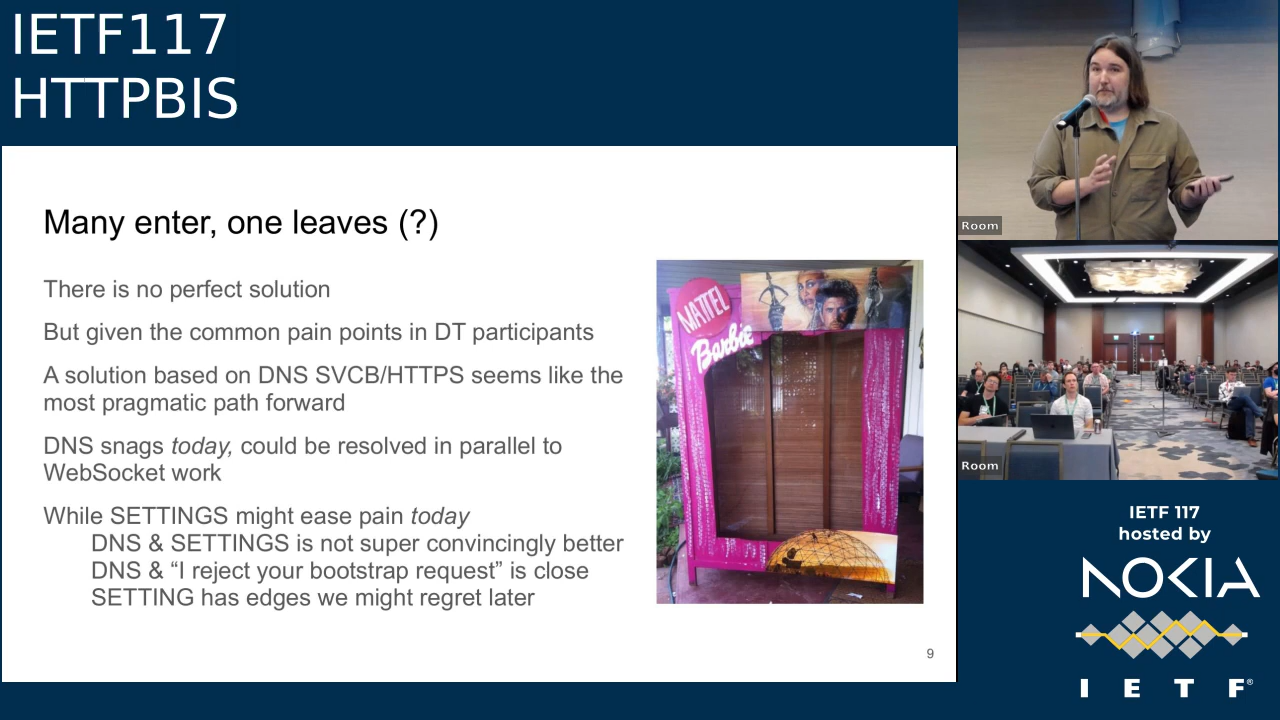 IETF117
HTTPBIS
Many enter, one leaves (?)
There is no perfect solution
But given the common pain points in DT participants
A solution based on DNS SVCB/HTTPS seems like the
most pragmatic path forward
DNS snags today, could be resolved in parallel to
WebSocket work
While SETTINGS might ease pain today
DNS & SETTINGS is not super convincingly better
DNS & “I reject your bootstrap request” is close
SETTING has edges we might regret later
MATTEL
Barbie
9
Room
Room
IETF 117
hosted by
NOKIA
I E T F®